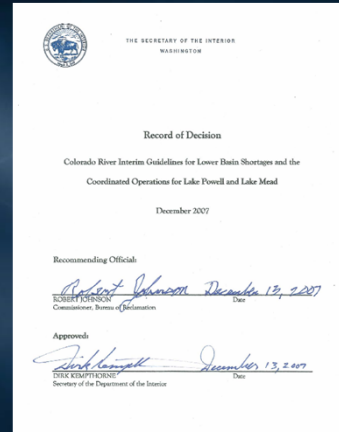 THE SECRETARY OF THE INTERIOR
WASHINGTON
Record of Decision
Colorado River Interim Guidelines for Lower Basin Shortages and the
Coordinated Operations for Lake Powell and Lake Mead
December 2007
Recommending Official:
Robert Johnson December 13, 2007
ROBERT JOHNSON Date
Commissioner, Bureau of Reclamation
Approved:
Dirk Kempthorne December 13, 2007
DIRK KEMPTHORNE Date
Secretary of the Department of the Interior